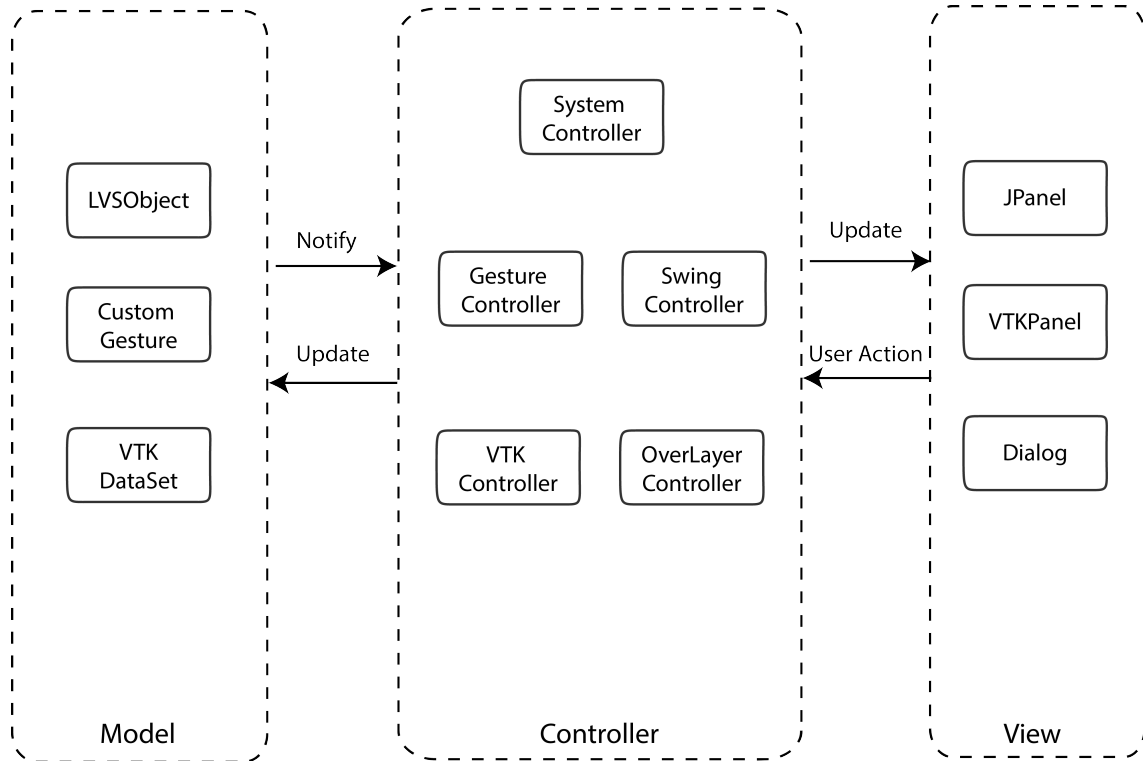 System
Controller
LVSObject
JPanel
Notify
Update
Gesture
Controller
Swing
Controller
Custom
Gesture
VTKPanel
Update
User Action
VTK
DataSet
VTK
Controller
OverLayer
Controller
Dialog
Model
Controller
View